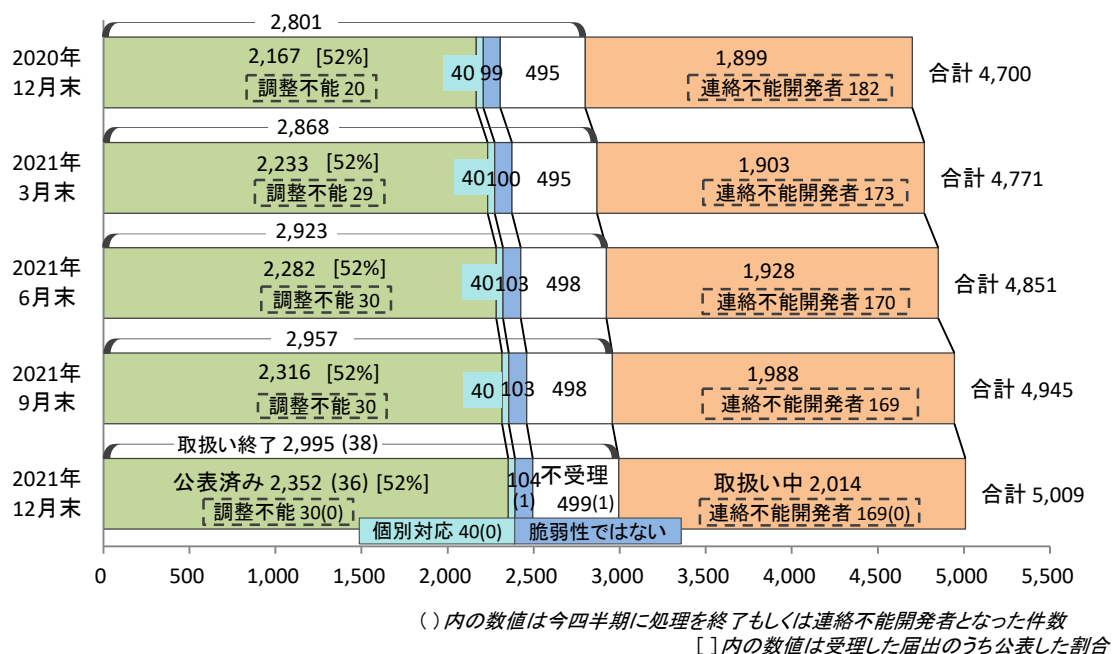 2,801
2020年
12月末
2,167 [52%]
調整不能 20
40
99
495
1,899
連絡不能開発者 182
合計 4,700
2,868
2021年
3月末
2,233 [52%]
調整不能 29
40
100
495
1,903
連絡不能開発者 173
合計 4,771
2,923
2021年
6月末
2,282 [52%]
調整不能 30
40
103
498
1,928
連絡不能開発者 170
合計 4,851
2,957
2021年
9月末
2,316 [52%]
調整不能 30
40
103
498
1,988
連絡不能開発者 169
合計 4,945
取扱い終了 2,995 (38)
2021年
12月末
公表済み 2,352 (36) [52%]
調整不能 30(0)
104
(1)
不受理
499(1)
取扱い中 2,014
連絡不能開発者 169(0)
合計 5,009
個別対応 40(0)
脆弱性ではない
0 500 1,000 1,500 2,000 2,500 3,000 3,500 4,000 4,500 5,000 5,500
( ) 内の数値は今四半期に処理を終了もしくは連絡不能開発者となった件数
[ ] 内の数値は受理した届出のうち公表した割合